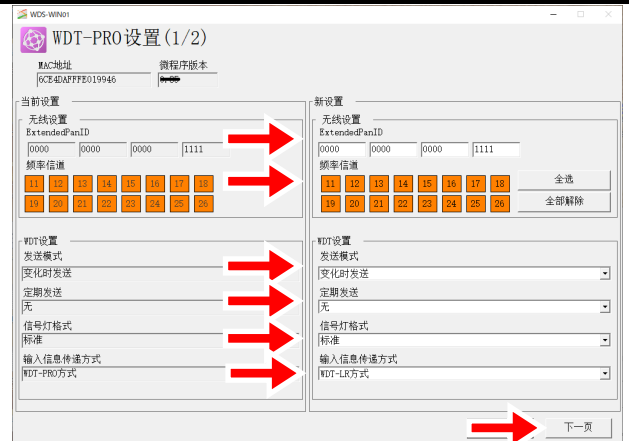 WDS-WIN01
WDT-PRO设置(1/2)
MAC地址
微程序版本
6CE4DAFFFE019946
当前设置
无线设置
ExtendedPanID
0000 0000 0000 1111
频率信道
11 12 13 14 15 16 17 18
19 20 21 22 23 24 25 26
WDT设置
发送模式
变化时发送
定期发送
无
信号灯格式
标准
输入信息传递方式
WDT-PRO方式
新设置
无线设置
ExtendedPanID
0000 0000 0000 1111
频率信道
11 12 13 14 15 16 17 18
全选
19 20 21 22 23 24 25 26
全部解除
WDT设置
发送模式
变化时发送
定期发送
无
信号灯格式
标准
输入信息传递方式
WDT-LR方式
下一页